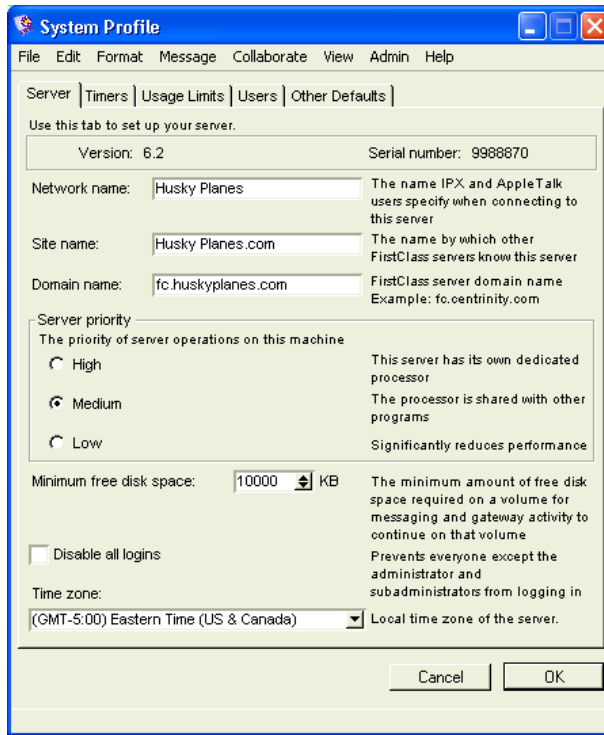 System Profile
File Edit Format Message Collaborate View Admin Help
Server Timers Usage Limits Users Other Defaults
Use this tab to set up your server.
Version: 6.2 Serial number: 9988870
Network name: Husky Planes The name IPX and AppleTalk
users specify when connecting to
this server
Site name: Husky Planes.com The name by which other
FirstClass servers know this server
Domain name: fc.huskyplanes.com FirstClass server domain name
Example: fc.centrinity.com
Server priority
The priority of server operations on this machine
High This server has its own dedicated
processor
Medium The processor is shared with other
programs
Low Significantly reduces performance
Minimum free disk space: 10000 KB The minimum amount of free disk
space required on a volume for
messaging and gateway activity to
continue on that volume
Disable all logins Prevents everyone except the
administrator and
subadministrators from logging in
Time zone:
(GMT-5:00) Eastern Time (US & Canada) Local time zone of the server.
Cancel OK